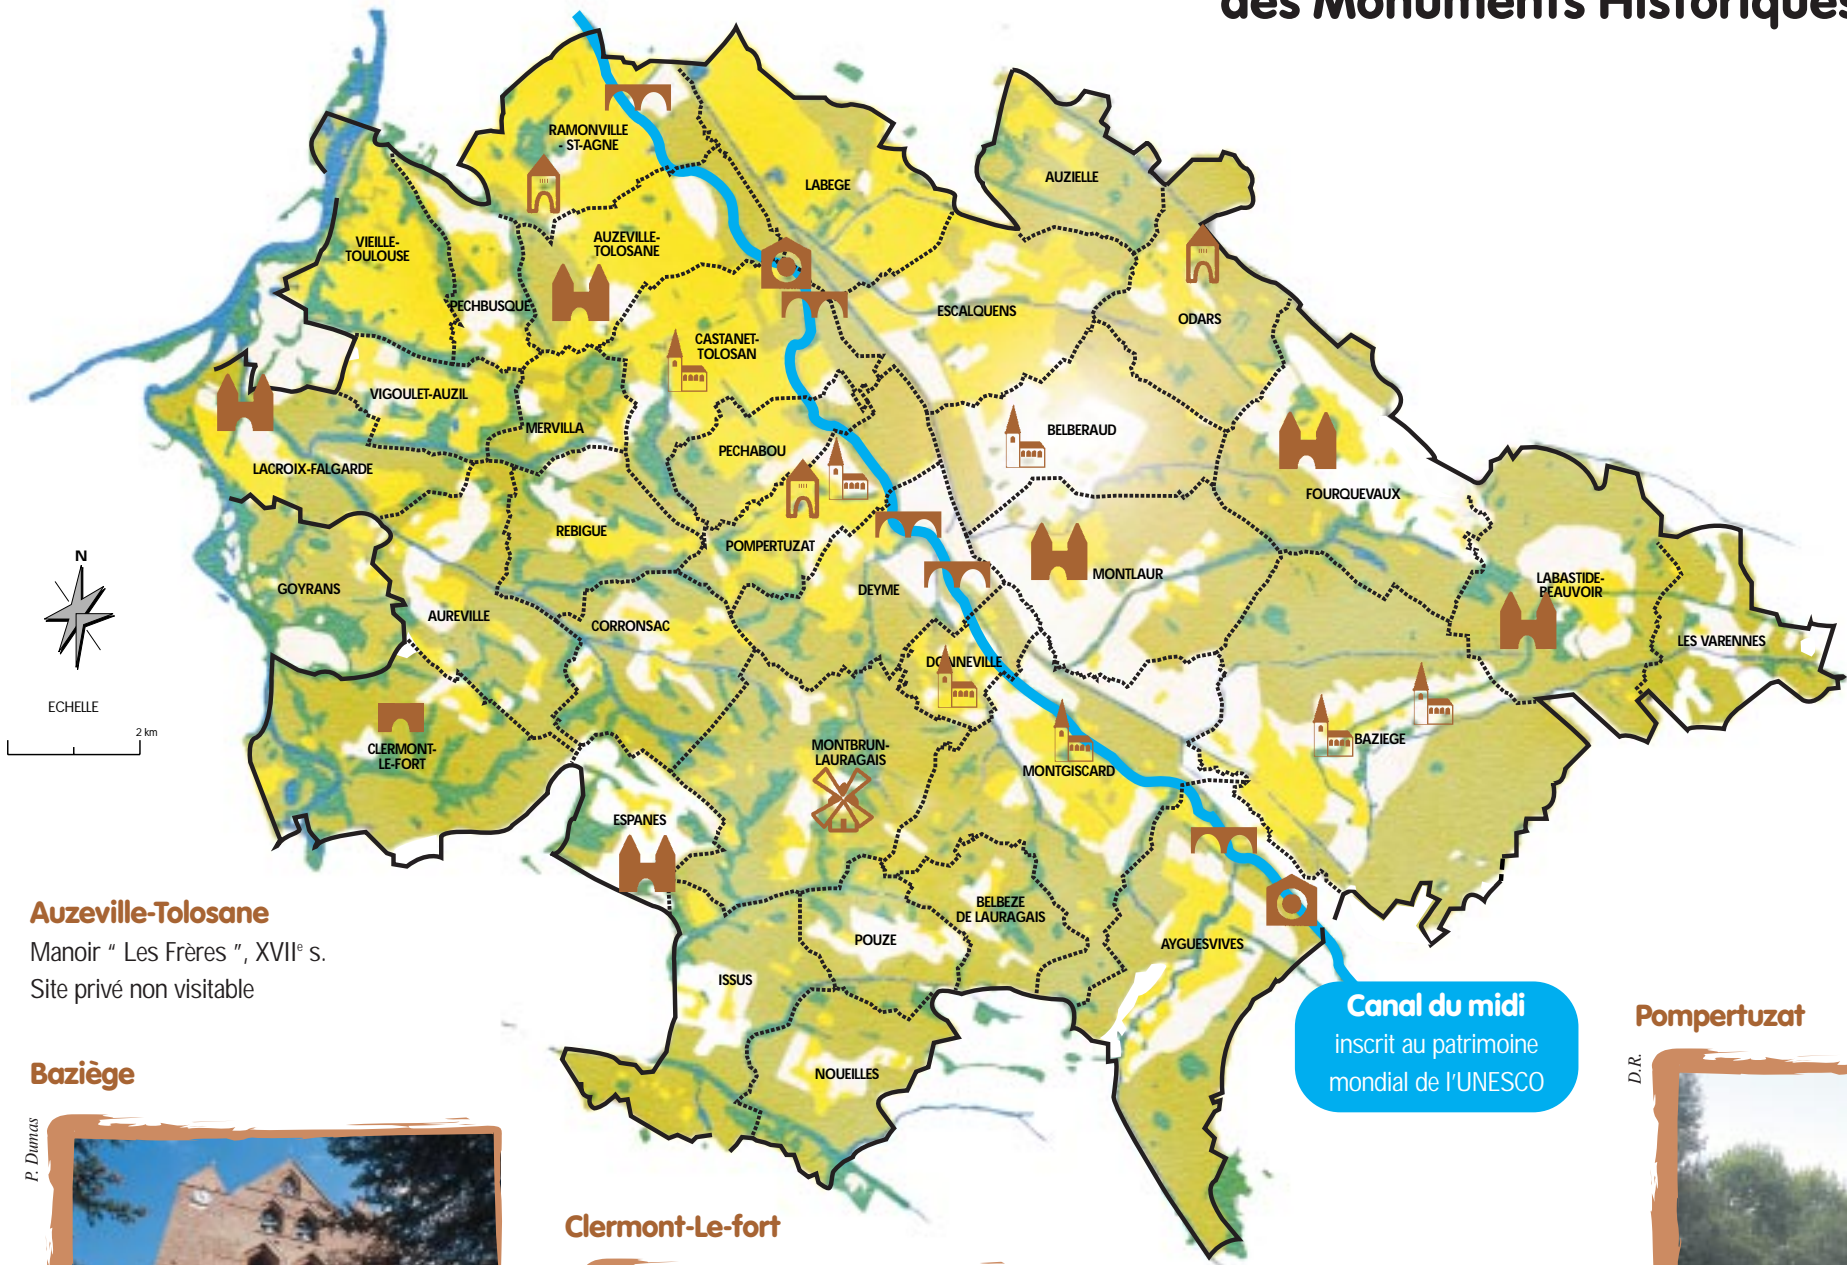 des Monuments Historiques
RAMONVILLE
- ST-AGNE
LABEGE
AUZIELLE
VIEILLE-
TOULOUSE
AUZEVILLE-
TOLOSANE
PECHBUSQUE
ESCALQUENS
ODARS
CASTANET-
TOLOSAN
VIGOULET-AUZIL
MERVILLA
BELBERAUD
PECHABOU
LACROIX-FALGARDE
FOURQUEVAUX
REBIGUE
POMPERTUZAT
N
GOYRANS
DEYME
MONTLAUR
LABASTIDE-
BEAUVOIR
AUREVILLE
CORRONSAC
LES VARENNES
DONNEVILLE
ECHELLE
2 km
CLERMONT-
LE-FORT
MONTBRUN-
LAURAGAIS
MONTGISCARD
BAZIEGE
ESPANES
BELBEZE
DE LAURAGAIS
POUZE
AYGUESVIVES
ISSUS
NOUEILLES
Canal du midi
inscrit au patrimoine
mondial de l'UNESCO
Auzeville-Tolosane
Manoir “ Les Frères ”, XVIIe s.
Site privé non visitable
Baziège
P. Dumas
Clermont-Le-fort
Pompertuzat
D.R.